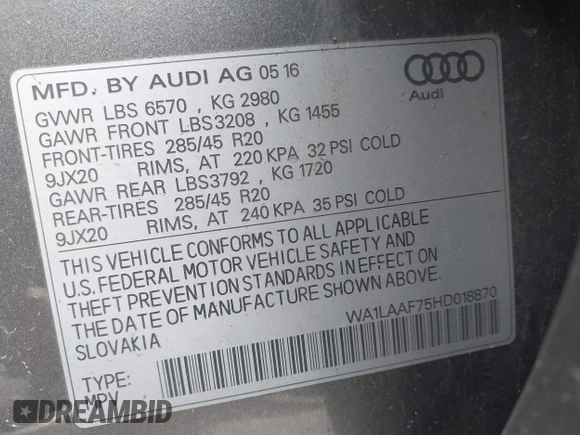 MFD. BY AUDI AG 05 16
Audi
GVWR LBS 6570 , KG 2980
GAWR FRONT LBS3208 , KG 1455
FRONT-TIRES 285/45 R20
9JX20 RIMS, AT 220 KPA 32 PSI COLD
GAWR REAR LBS3792 , KG 1720
REAR-TIRES 285/45 R20
9JX20 RIMS, AT 240 KPA 35 PSI COLD
THIS VEHICLE CONFORMS TO ALL APPLICABLE
U.S. FEDERAL MOTOR VEHICLE SAFETY AND
THEFT PREVENTION STANDARDS IN EFFECT ON
THE DATE OF MANUFACTURE SHOWN ABOVE.
SLOVAKIA
WA1LAAF75HD018870
TYPE:
MPV
DREAMBID